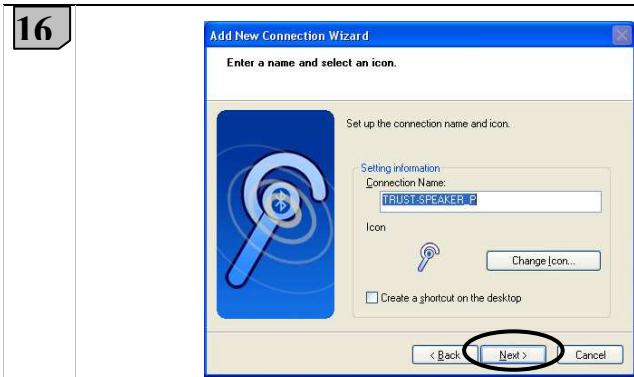 16
Add New Connection Wizard
Enter a name and select an icon.
Set up the connection name and icon.
Setting information
Connection Name:
TRUST-SPEAKER_P
Icon
Change Icon...
Create a shortcut on the desktop
< Back
Next >
Cancel